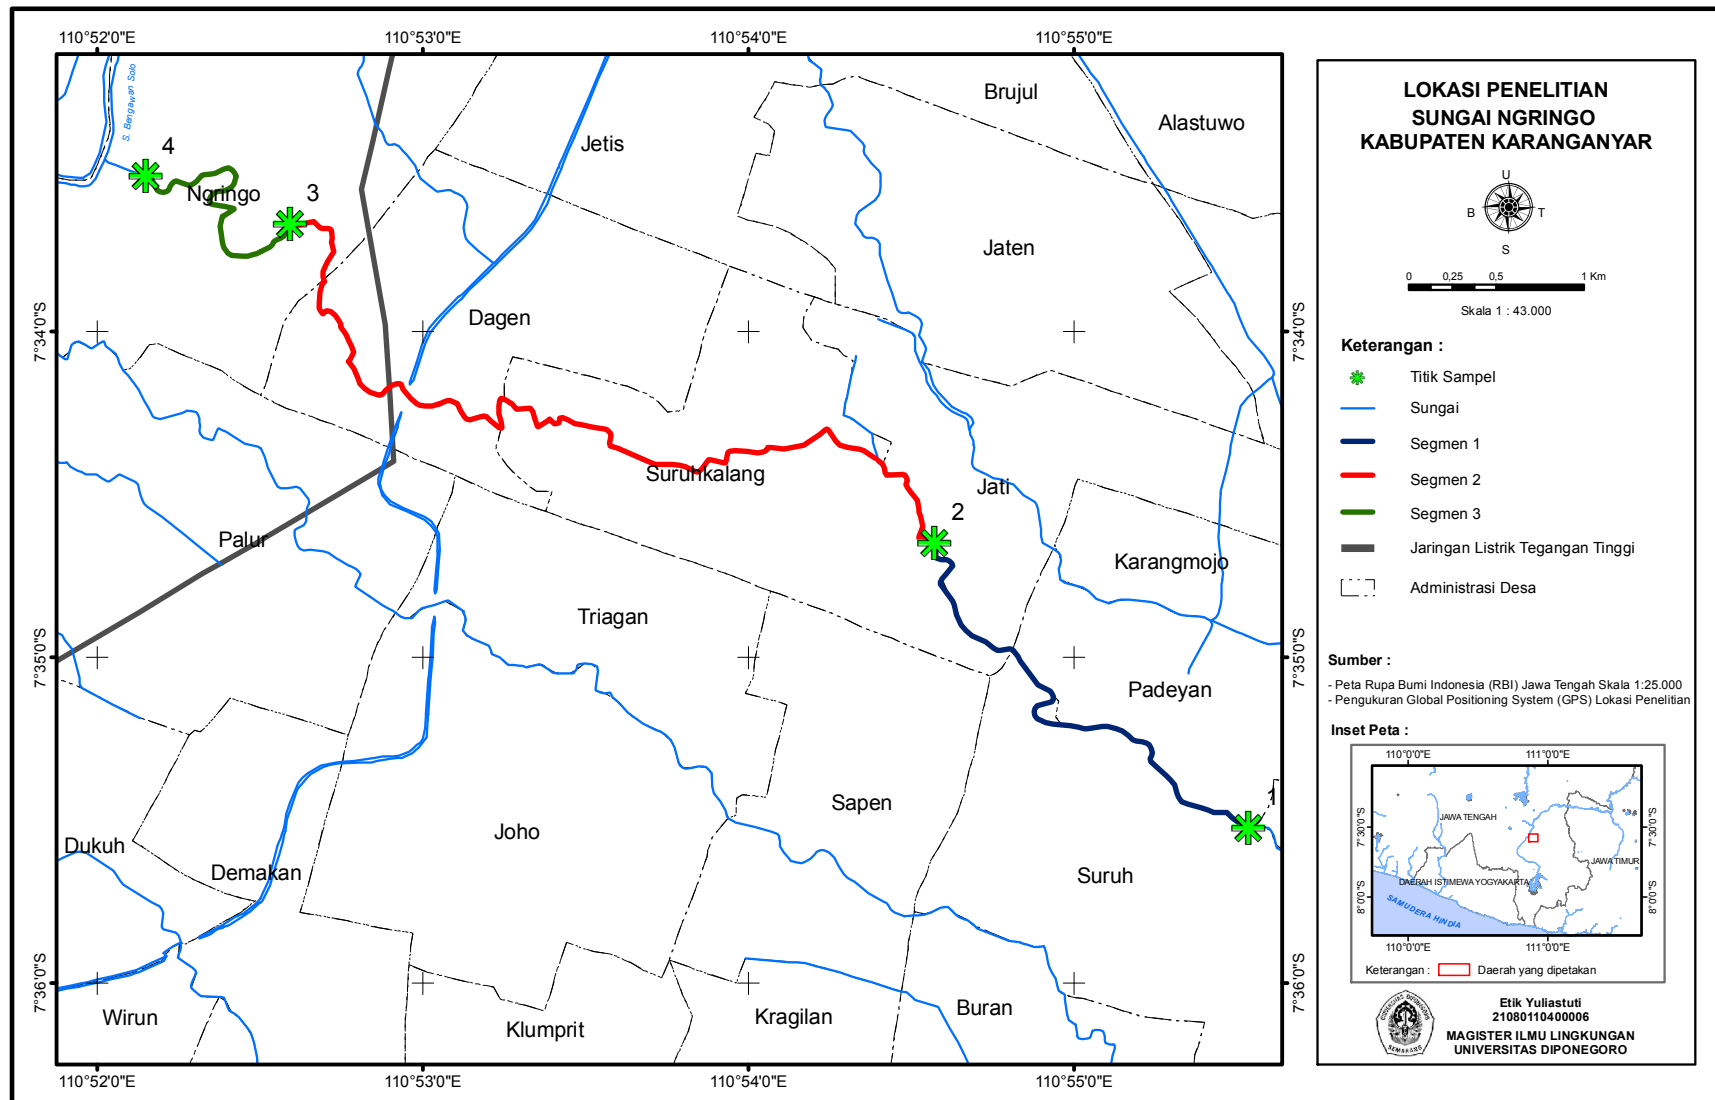 110°52'0"E
110°53'0"E
110°54'0"E
110°55'0"E
7°34'0"S
7°35'0"S
7°36'0"S
7°34'0"S
7°35'0"S
7°36'0"S
S. Bengawan Solo
Brujul
Alastuwo
Jetis
4
Ngringo
3
Jaten
Dagen
Suruhkalang
Jati
2
Palur
Karangmojo
Triagan
Padeyan
Sapen
1
Joho
Dukuh
Demakan
Suruh
Wirun
Klumprit
Kragilan
Buran
110°52'0"E
110°53'0"E
110°54'0"E
110°55'0"E
LOKASI PENELITIAN
SUNGAI NGRINGO
KABUPATEN KARANGANYAR
U
B
T
S
0 0,25 0,5 1 Km
Skala 1 : 43.000
Keterangan :
Titik Sampel
Sungai
Segmen 1
Segmen 2
Segmen 3
Jaringan Listrik Tegangan Tinggi
Administrasi Desa
Sumber :
- Peta Rupa Bumi Indonesia (RBI) Jawa Tengah Skala 1:25.000
- Pengukuran Global Positioning System (GPS) Lokasi Penelitian
Inset Peta :
110°0'0"E
111°0'0"E
7°30'0"S
8°0'0"S
7°30'0"S
8°0'0"S
JAWA TENGAH
JAWA TIMUR
DAERAH ISTIMEWA YOGYAKARTA
SAMUDERA HINDIA
110°0'0"E
111°0'0"E
Keterangan :
Daerah yang dipetakan
UNIVERSITAS DIPONEGORO
SEMARANG
Etik Yuliastuti
21080110400006
MAGISTER ILMU LINGKUNGAN
UNIVERSITAS DIPONEGORO